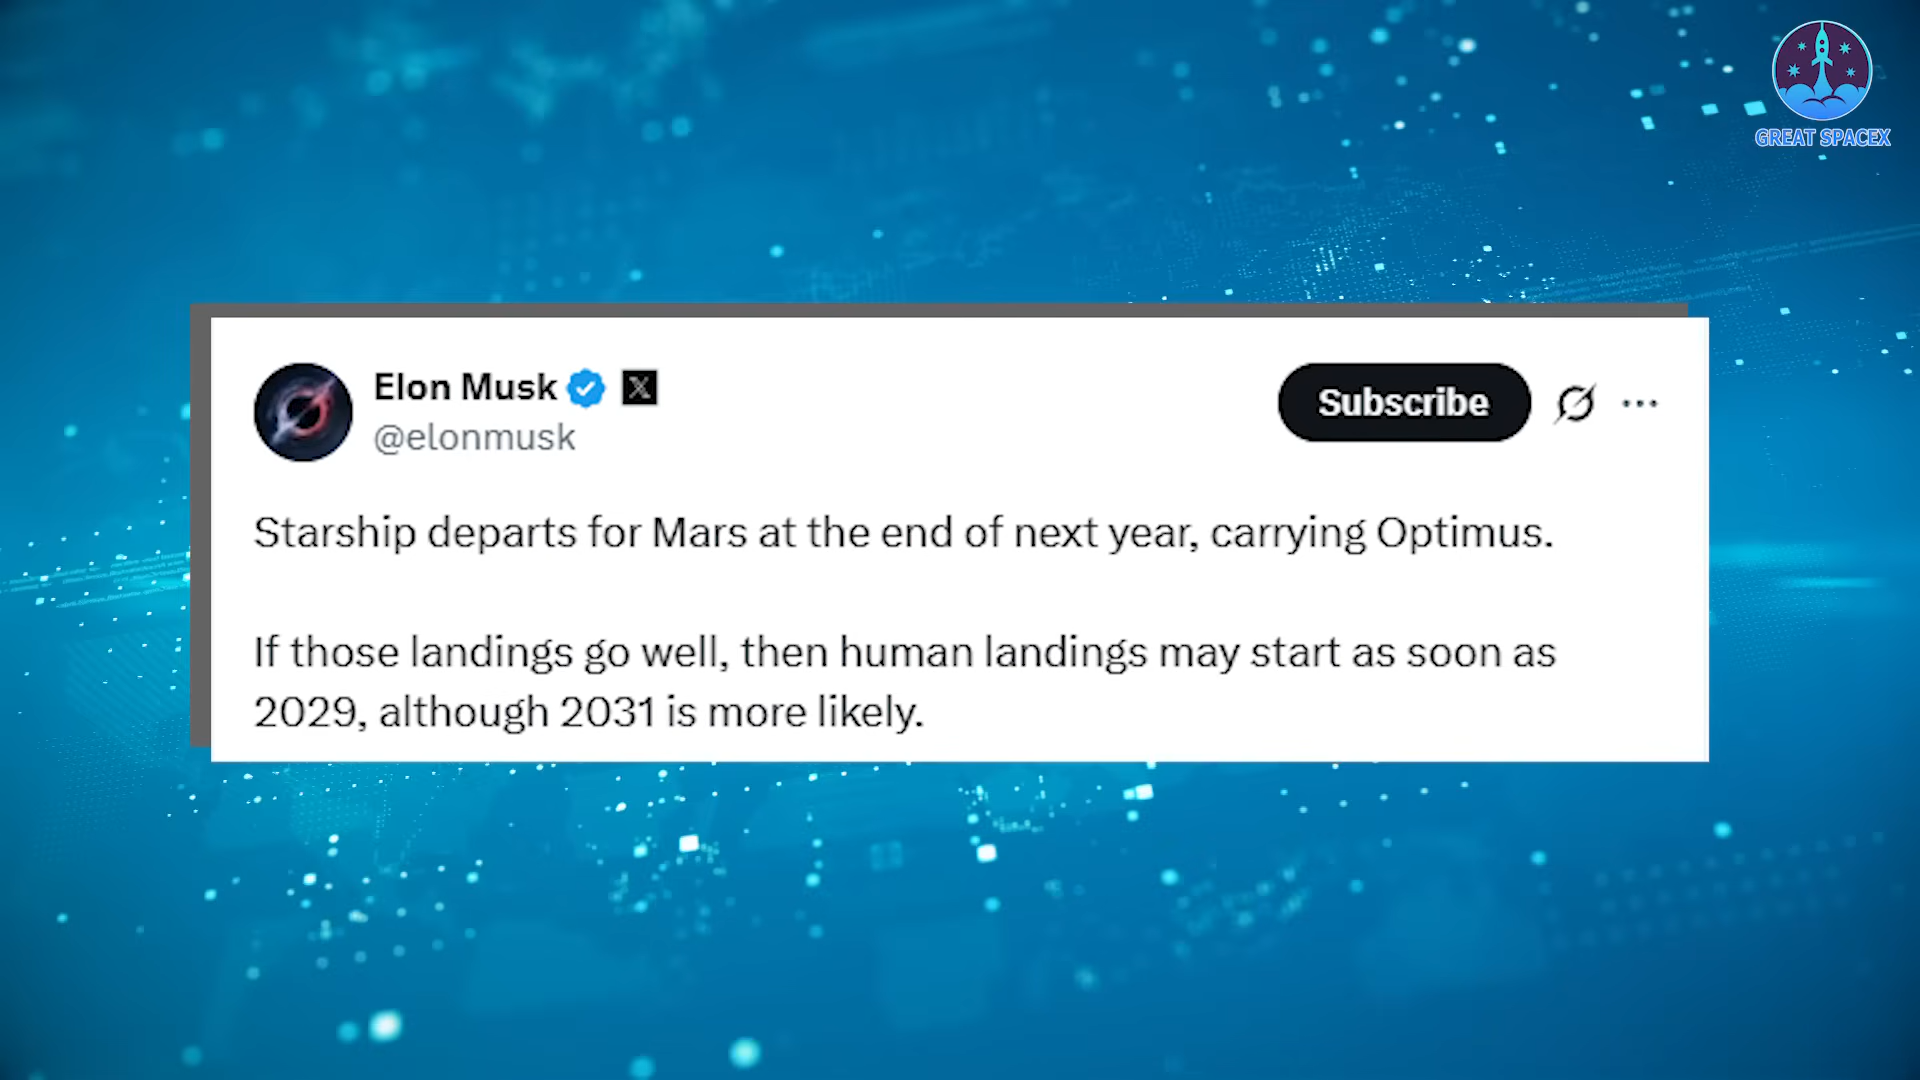 GREAT SPACEX
Elon Musk
@elonmusk
Subscribe
Starship departs for Mars at the end of next year, carrying Optimus.
If those landings go well, then human landings may start as soon as
2029, although 2031 is more likely.